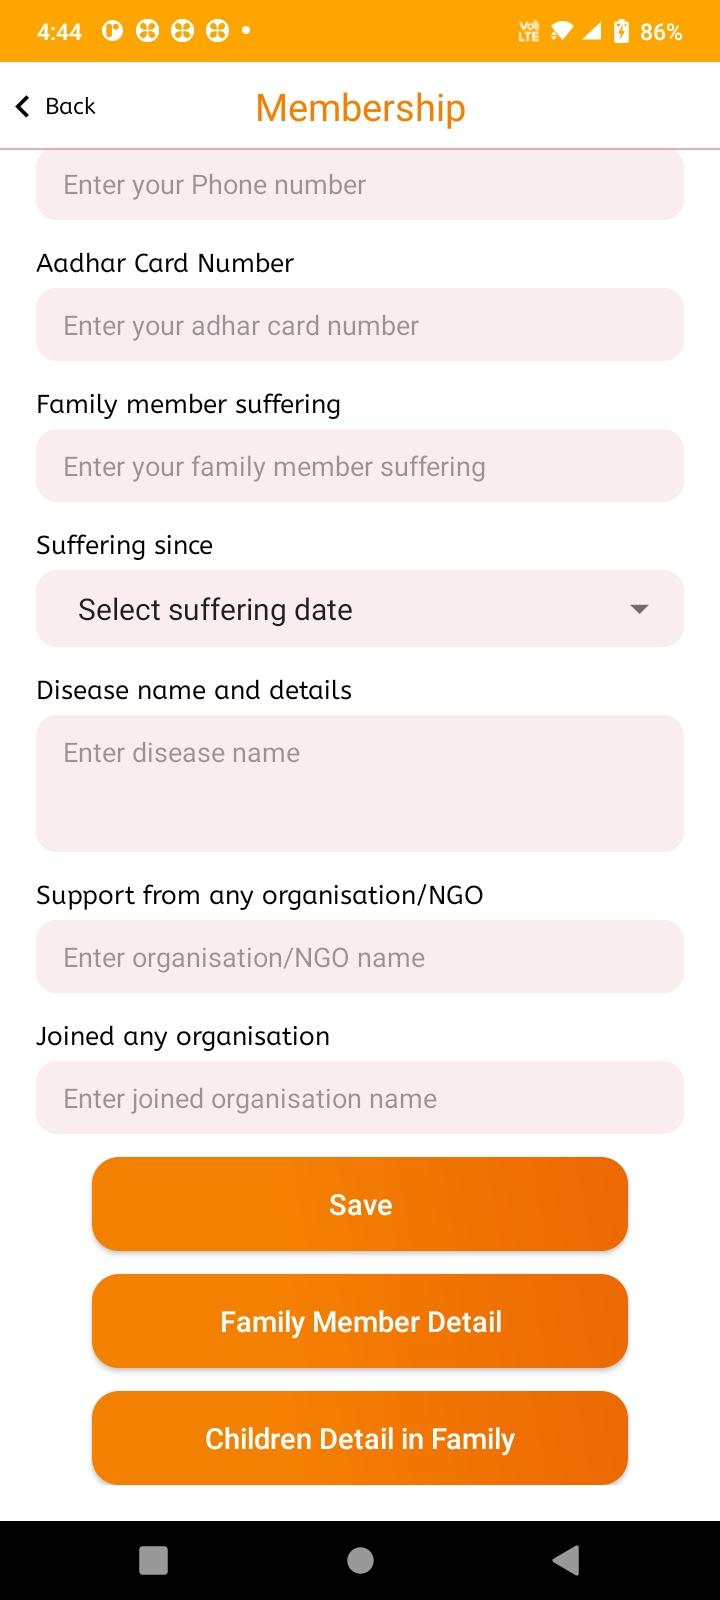 4:44
Vo) LTE 86%
Back
Membership
Enter your Phone number
Aadhar Card Number
Enter your adhar card number
Family member suffering
Enter your family member suffering
Suffering since
Select suffering date
Disease name and details
Enter disease name
Support from any organisation/NGO
Enter organisation/NGO name
Joined any organisation
Enter joined organisation name
Save
Family Member Detail
Children Detail in Family